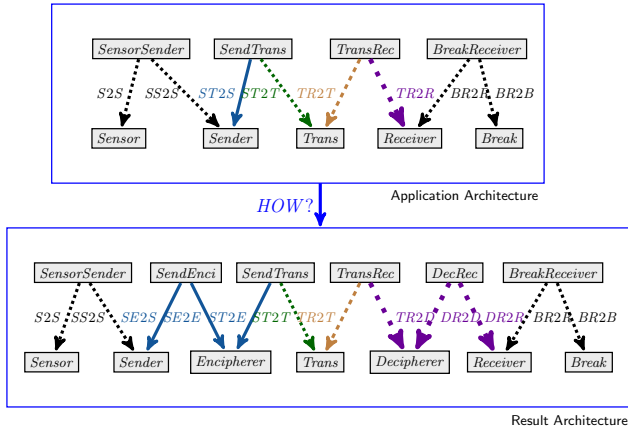 SensorSender SendTrans TransRec BreakReceiver
S2S SS2S ST2S ST2T TR2T TR2R BR2R BR2B
Sensor Sender Trans Receiver Break
Application Architecture
HOW?
SensorSender SendEnci SendTrans TransRec DecRec BreakReceiver
S2S SS2S SE2S SE2E ST2E ST2T TR2T TR2D DR2D DR2R BR2R BR2B
Sensor Sender Encipherer Trans Decipherer Receiver Break
Result Architecture